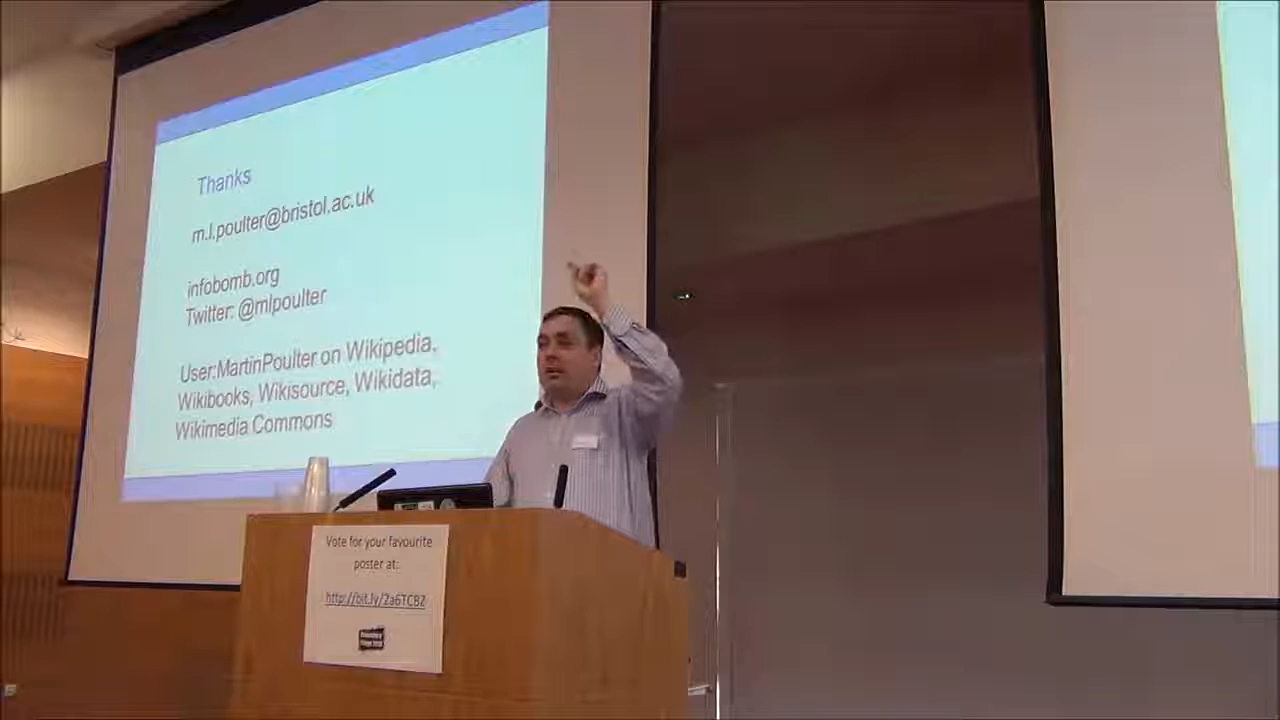 Thanks
m.l.poulter@bristol.ac.uk
infobomb.org
Twitter: @mlpoulter
User:MartinPoulter on Wikipedia,
Wikibooks, Wikisource, Wikidata,
Wikimedia Commons
Vote for your favourite
poster at:
http://bit.ly/2a6TCBZ